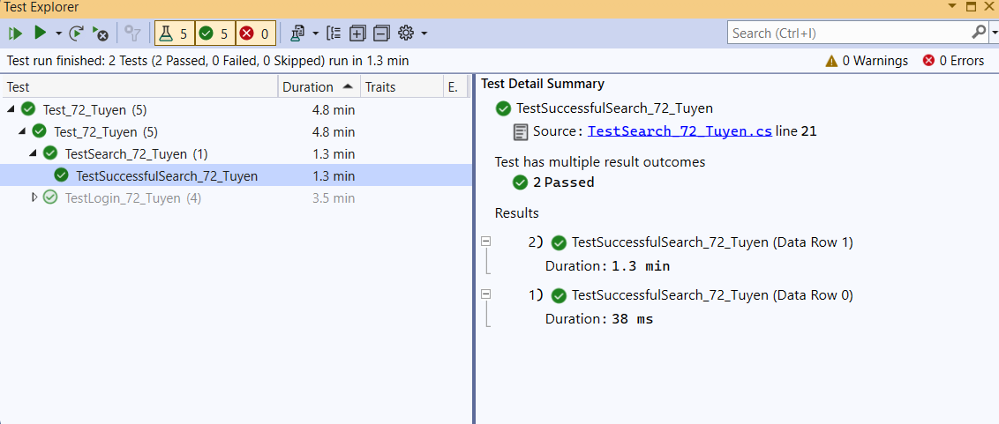 Test Explorer
5 5 0
Search (Ctrl+I)
Test run finished: 2 Tests (2 Passed, 0 Failed, 0 Skipped) run in 1.3 min
0 Warnings 0 Errors
Test Duration Traits E.
Test_72_Tuyen (5) 4.8 min
Test_72_Tuyen (5) 4.8 min
TestSearch_72_Tuyen (1) 1.3 min
TestSuccessfulSearch_72_Tuyen 1.3 min
TestLogin_72_Tuyen (4) 3.5 min
Test Detail Summary
TestSuccessfulSearch_72_Tuyen
Source: TestSearch_72_Tuyen.cs line 21
Test has multiple result outcomes
2 Passed
Results
2) TestSuccessfulSearch_72_Tuyen (Data Row 1)
Duration: 1.3 min
1) TestSuccessfulSearch_72_Tuyen (Data Row 0)
Duration: 38 ms